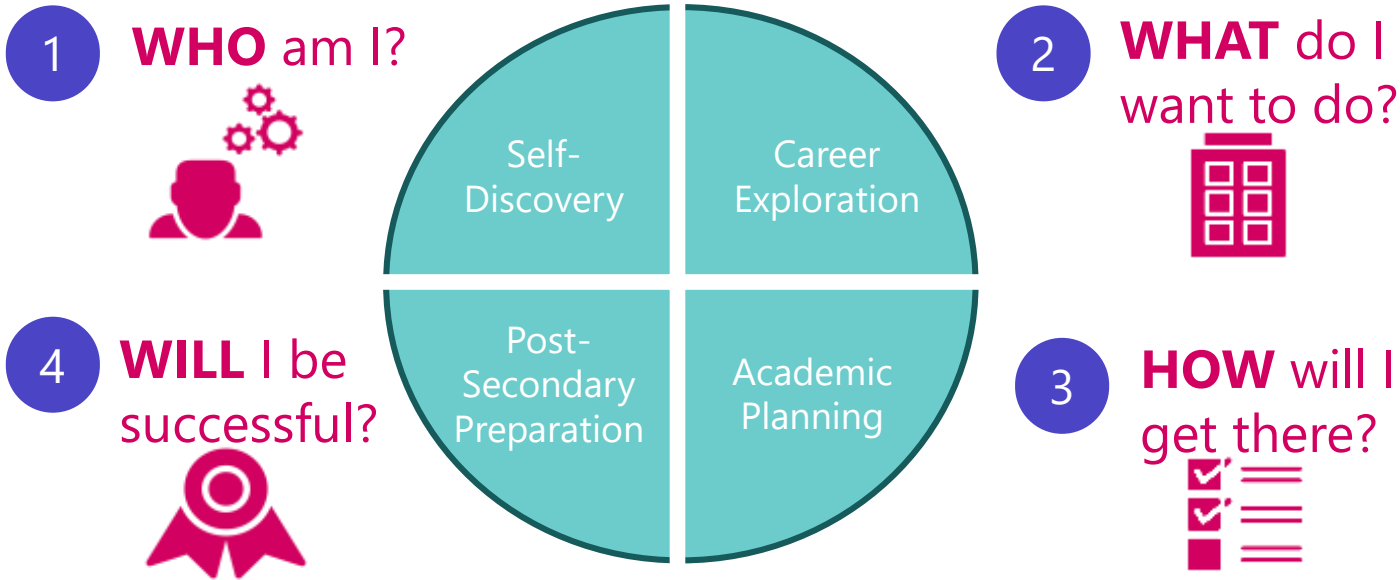 1
WHO am I?
Self-
Discovery
Career
Exploration
2
WHAT do I
want to do?
4
WILL I be
successful?
Post-
Secondary
Preparation
Academic
Planning
3
HOW will I
get there?